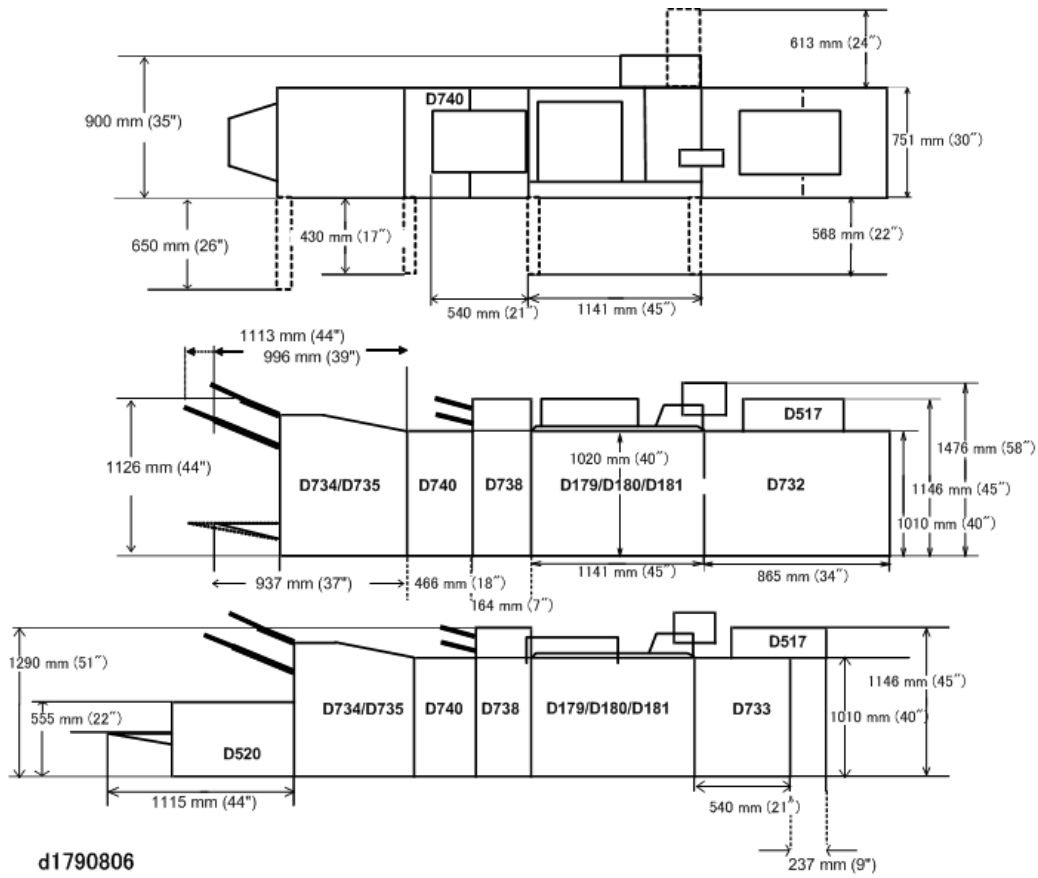 613 mm (24″)
D740
900 mm (35")
751 mm (30″)
650 mm (26")
430 mm (17″)
568 mm (22″)
540 mm (21″)
1141 mm (45″)
1113 mm (44")
996 mm (39")
D517
1476 mm (58″)
1126 mm (44")
1020 mm (40″)
D734/D735
D740
D738
D179/D180/D181
D732
1146 mm (45″)
1010 mm (40″)
937 mm (37")
466 mm (18″)
1141 mm (45″)
865 mm (34″)
164 mm (7″)
1290 mm (51″)
D517
1146 mm (45″)
555 mm (22″)
D734/D735
D740
D738
D179/D180/D181
D733
1010 mm (40″)
D520
1115 mm (44")
540 mm (21″)
237 mm (9")
d1790806